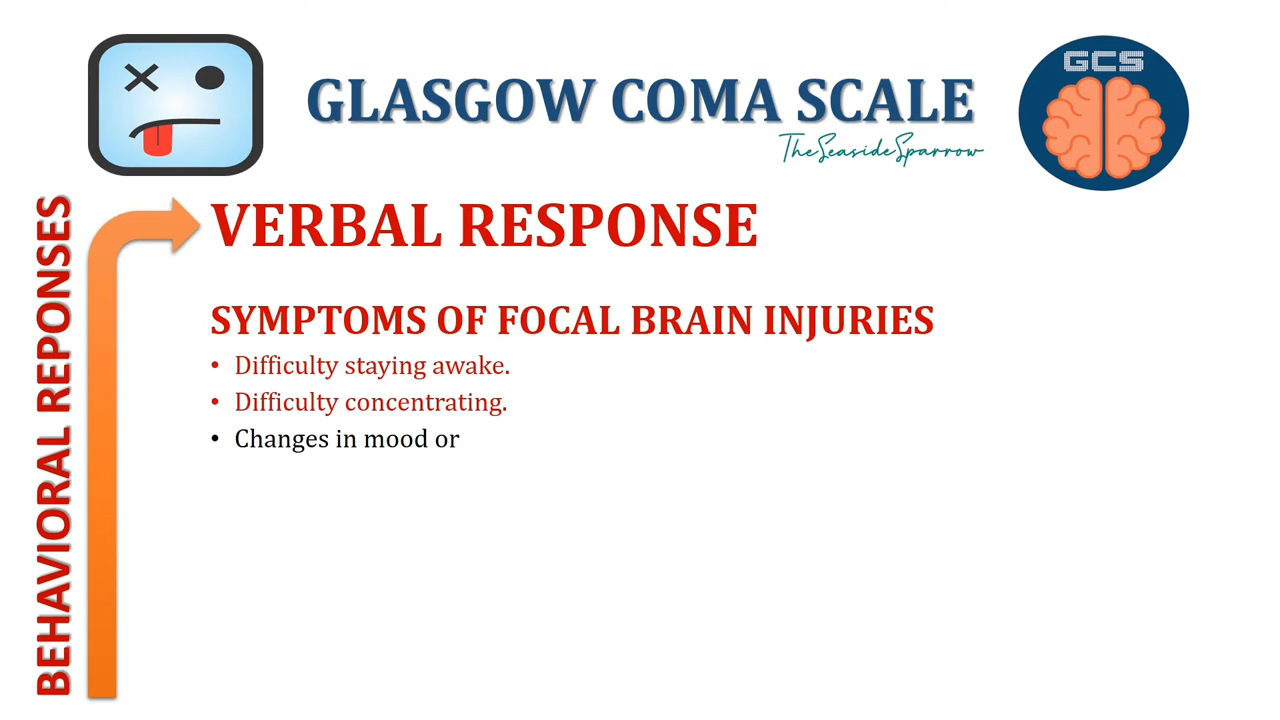 GLASGOW COMA SCALE
TheSeasideSparrow
GCS
BEHAVIORAL REPONSES
VERBAL RESPONSE
SYMPTOMS OF FOCAL BRAIN INJURIES
• Difficulty staying awake.
• Difficulty concentrating.
• Changes in mood or